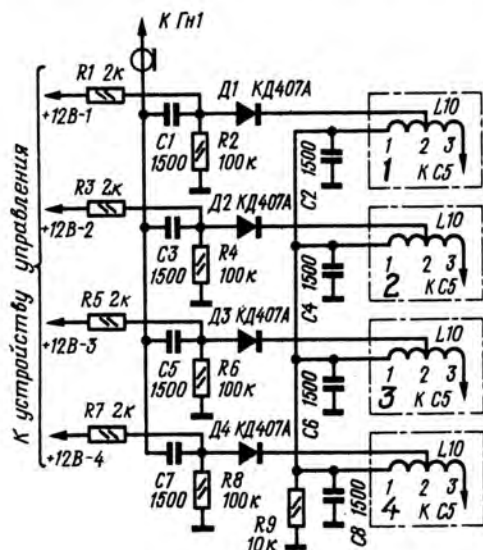 К Гн1
R1 2к
Д1 КД407А
L10
+12В-1
C1
1500
R2
100к
1500
C2
1 2 3
1 К С5
R3 2к
Д2 КД407А
L10
+12В-2
C3
1500
R4
100к
1500
C4
1 2 3
2 К С5
R5 2к
Д3 КД407А
L10
+12В-3
C5
1500
R6
100к
1500
C6
1 2 3
3 К С5
R7 2к
Д4 КД407А
L10
+12В-4
C7
1500
R8
100к
R9
10к
C8 1500
1 2 3
4 К С5
К устройству управления